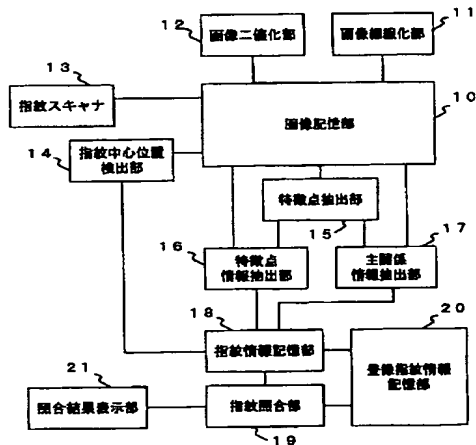 12
画像二値化部
11
画像細線化部
13
指紋スキャナ
10
画像記憶部
14
指紋中心位置
検出部
特徴点抽出部
15
16
特徴点
情報抽出部
17
主関係
情報抽出部
18
指紋情報記憶部
20
登録指紋情報
記憶部
21
照合結果表示部
指紋照合部
19